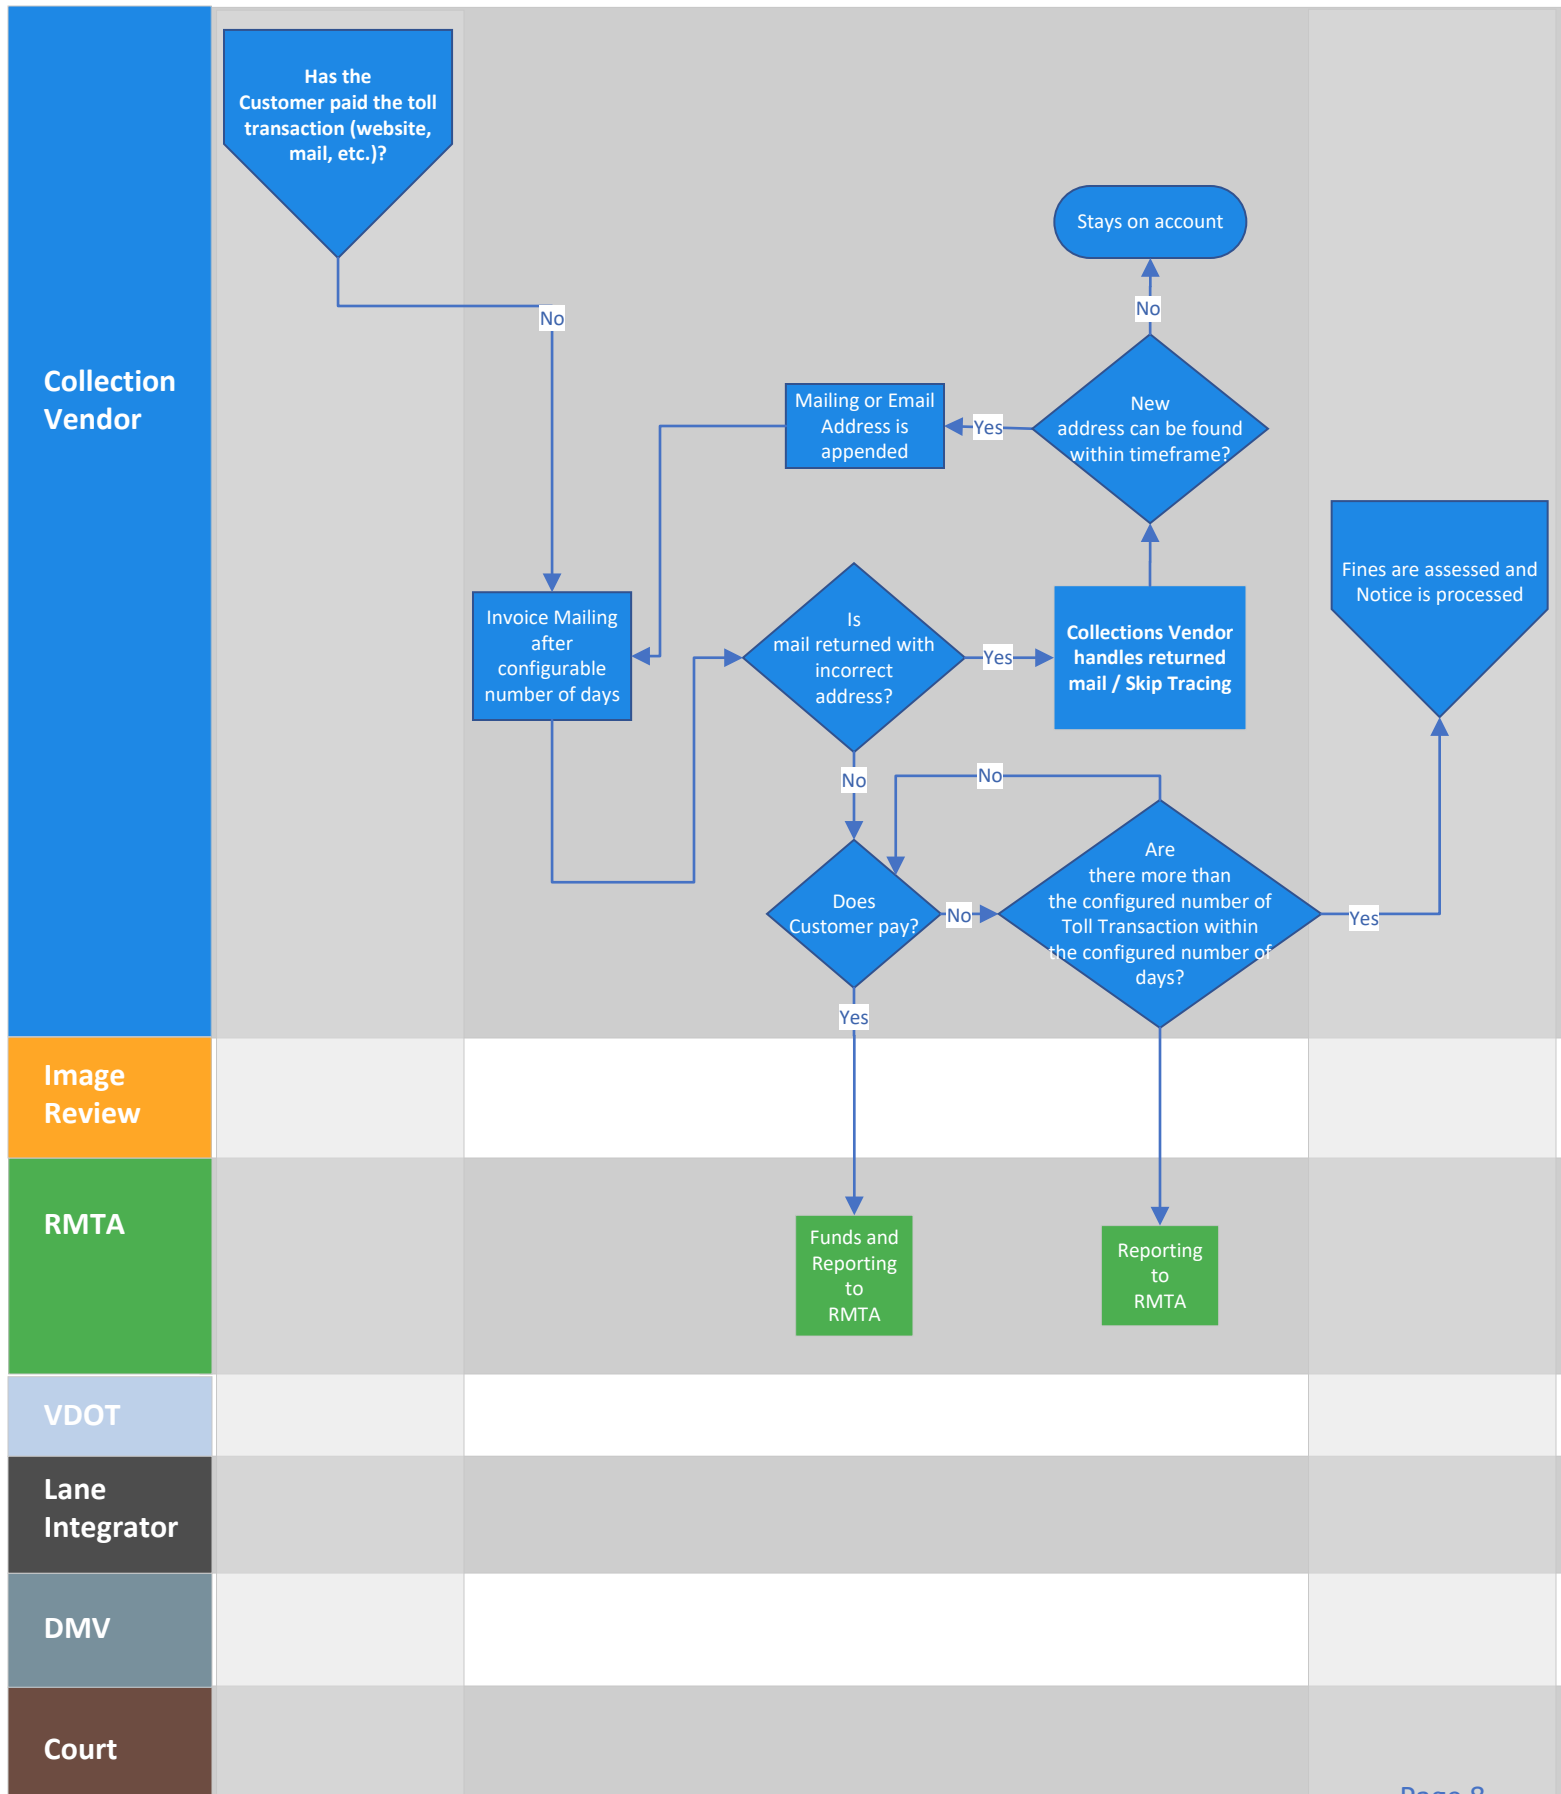 Has the
Customer paid the toll
transaction (website,
mail, etc.)?
Stays on account
No
No
Collection
Vendor
Mailing or Email
Address is
appended
Yes
New
address can be found
within timeframe?
Fines are assessed and
Notice is processed
Invoice Mailing
after
configurable
number of days
Is
mail returned with
incorrect
address?
Yes
Collections Vendor
handles returned
mail / Skip Tracing
No
No
Does
Customer pay?
No
Are
there more than
the configured number of
Toll Transaction within
the configured number of
days?
Yes
Yes
Image
Review
RMTA
Funds and
Reporting
to
RMTA
Reporting
to
RMTA
VDOT
Lane
Integrator
DMV
Court
Page 8